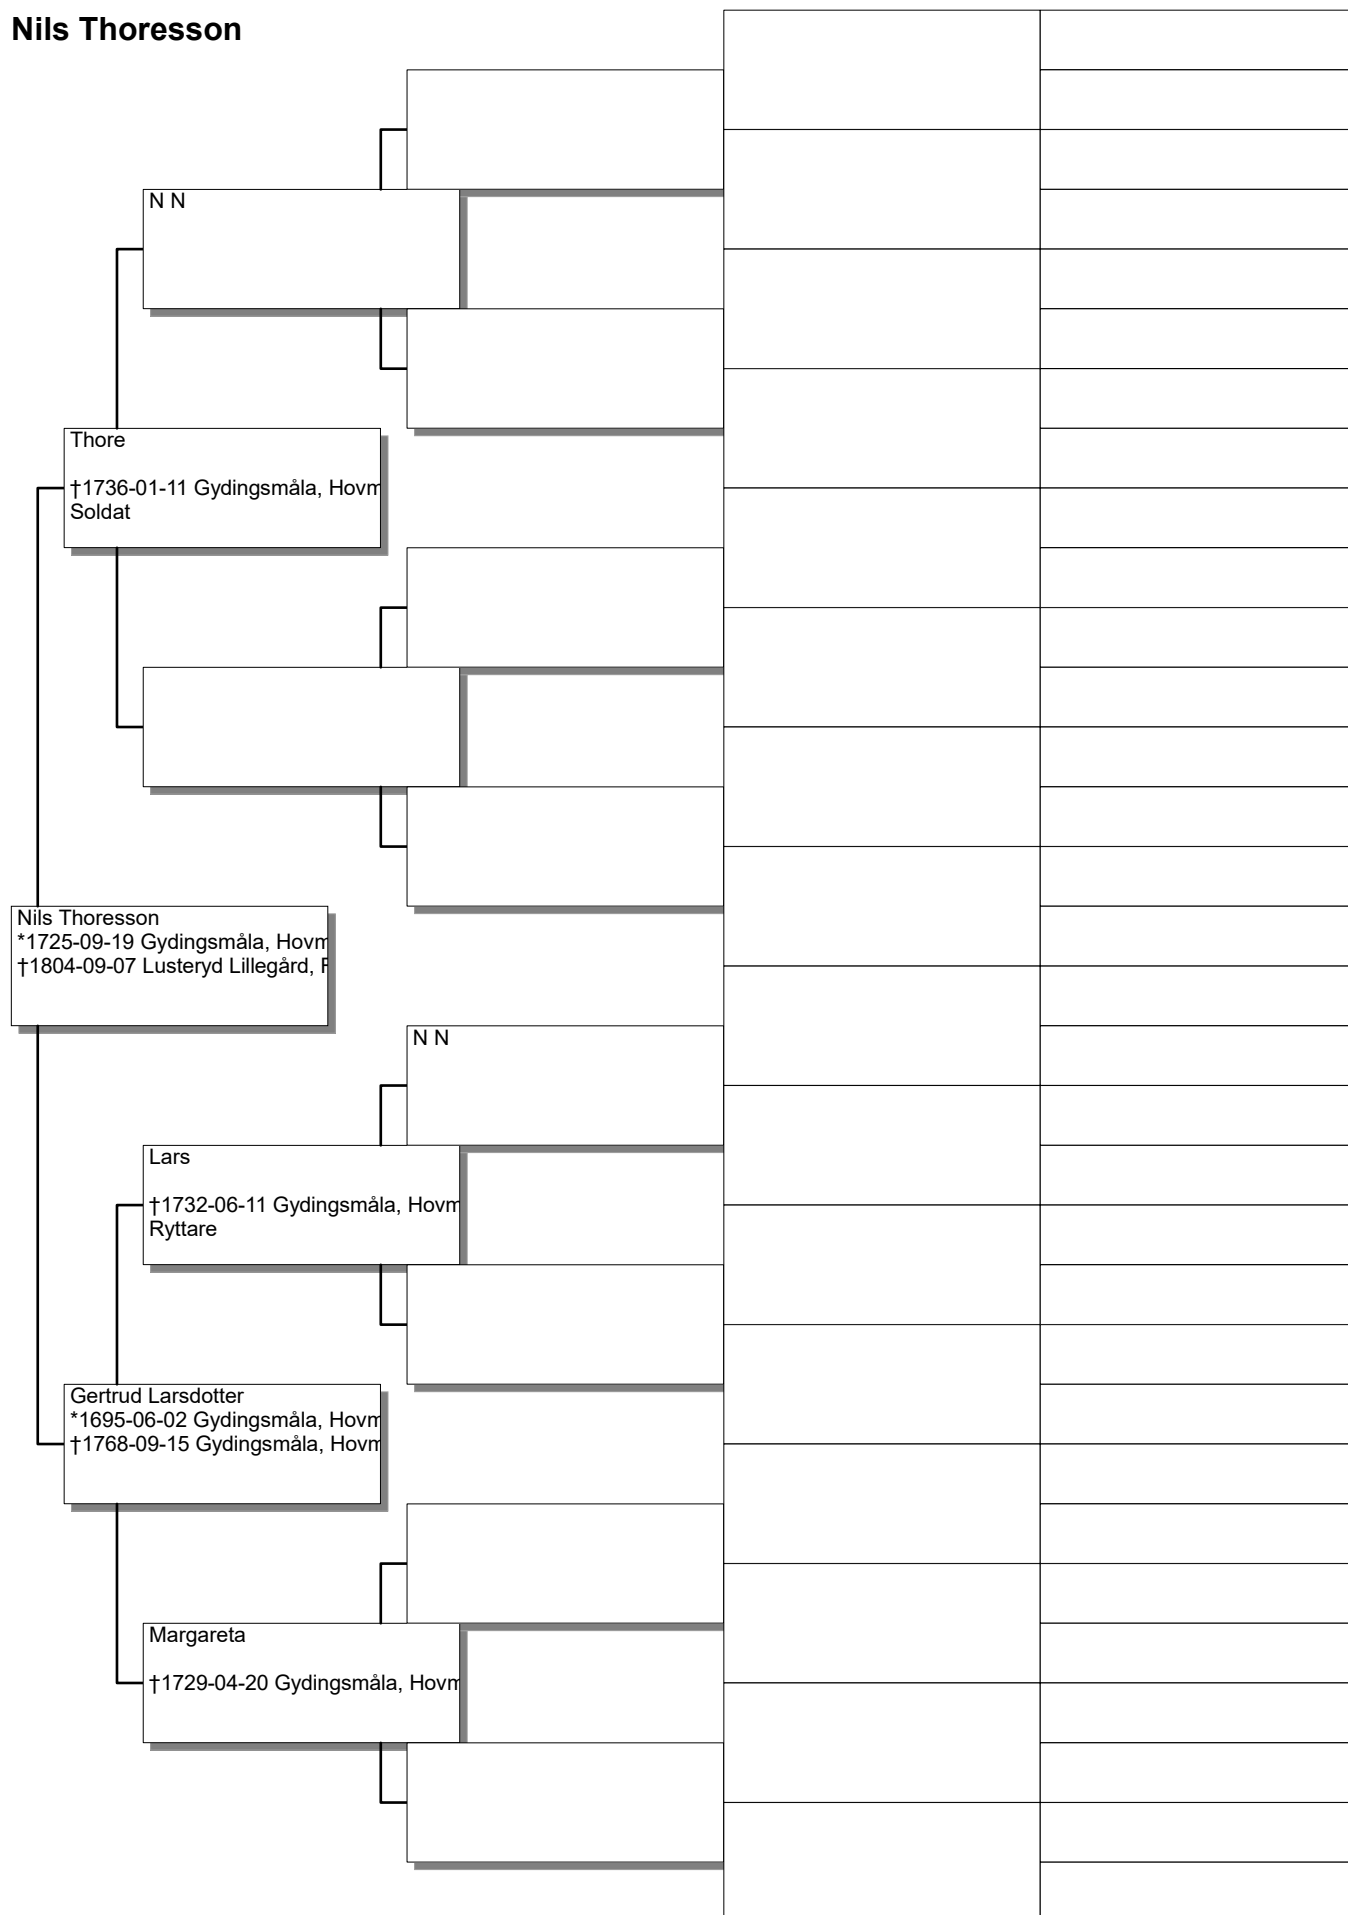 Nils Thoresson
N N
Thore
†1736-01-11 Gydingsmåla, Hovm
Soldat
Nils Thoresson
*1725-09-19 Gydingsmåla, Hovm
†1804-09-07 Lusteryd Lillegård, F
N N
Lars
†1732-06-11 Gydingsmåla, Hovm
Ryttare
Gertrud Larsdotter
*1695-06-02 Gydingsmåla, Hovm
†1768-09-15 Gydingsmåla, Hovm
Margareta
†1729-04-20 Gydingsmåla, Hovm